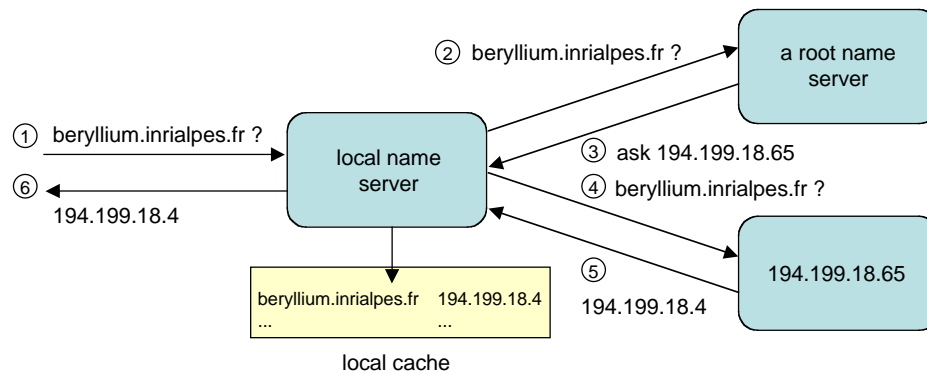 ② beryllium.inrialpes.fr ?
a root name
server
① beryllium.inrialpes.fr ?
local name
server
③ ask 194.199.18.65
④ beryllium.inrialpes.fr ?
⑥
194.199.18.4
⑤
194.199.18.4
194.199.18.65
beryllium.inrialpes.fr 194.199.18.4
... ...
local cache